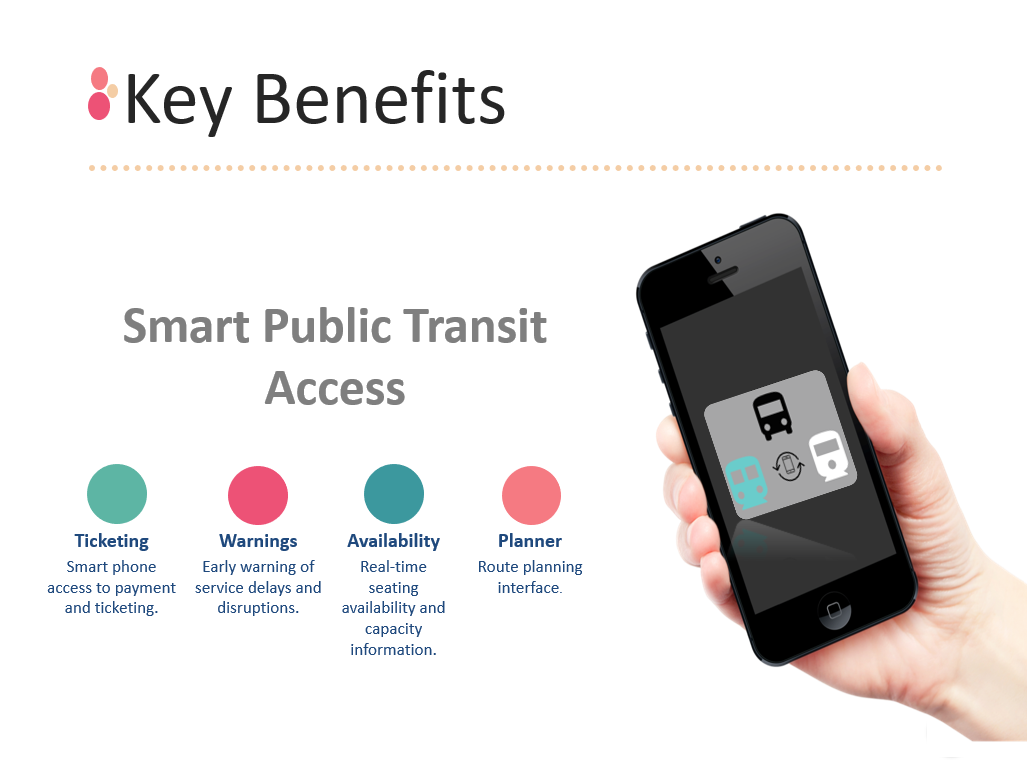 Key Benefits
Smart Public Transit
Access
Ticketing
Smart phone
access to payment
and ticketing.
Warnings
Early warning of
service delays and
disruptions.
Availability
Real-time
seating
availability and
capacity
information.
Planner
Route planning
interface.